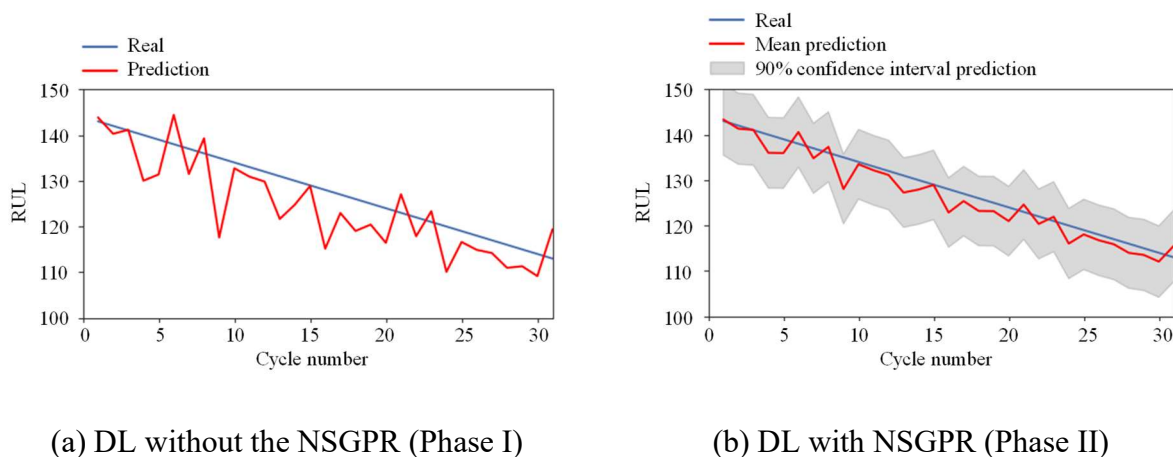 Real
Prediction
150
140
130
120
110
100
RUL
0 5 10 15 20 25 30
Cycle number
(a) DL without the NSGPR (Phase I)
Real
Mean prediction
90% confidence interval prediction
150
140
130
120
110
100
RUL
0 5 10 15 20 25 30
Cycle number
(b) DL with NSGPR (Phase II)